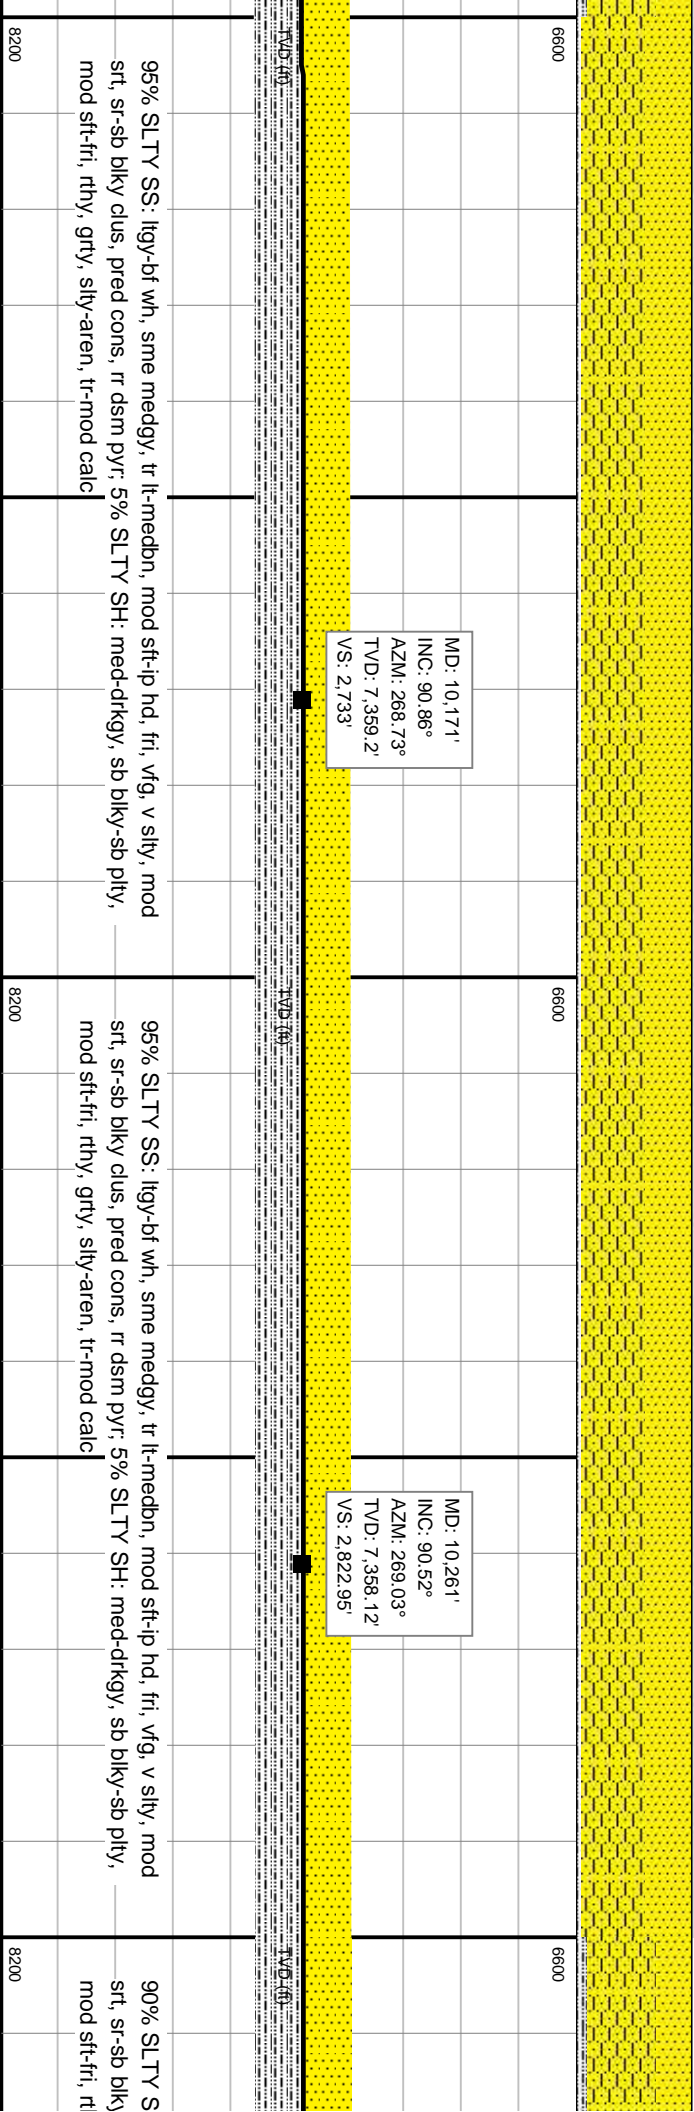 6600
TVD (ft)
8200
95% SLTY SS: ltgy-bf wh, sme medgy, tr lt-medbn, mod sft-ip hd, fri, vfg, v slty, mod
srt, sr-sb blky clus, pred cons, rr dsm pyr; 5% SLTY SH: med-drkgy, sb blky-sb plty,
mod sft-fri, rthy, grty, slty-aren, tr-mod calc
MD: 10,171'
INC: 90.86°
AZM: 268.73°
TVD: 7,359.2'
VS: 2,733'
6600
TVD (ft)
8200
95% SLTY SS: ltgy-bf wh, sme medgy, tr lt-medbn, mod sft-ip hd, fri, vfg, v slty, mod
srt, sr-sb blky clus, pred cons, rr dsm pyr; 5% SLTY SH: med-drkgy, sb blky-sb plty,
mod sft-fri, rthy, grty, slty-aren, tr-mod calc
MD: 10,261'
INC: 90.52°
AZM: 269.03°
TVD: 7,358.12'
VS: 2,822.95'
6600
TVD (ft)
8200
90% SLTY S
srt, sr-sb blky
mod sft-fri,